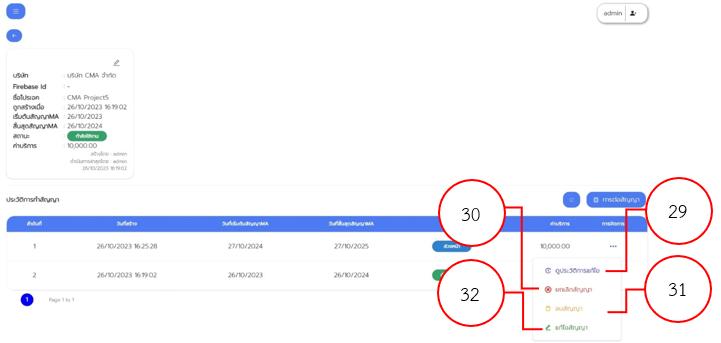 admin
บริษัท : บริษัท CMA จำกัด
Firebase Id : -
ชื่อโปรเจค : CMA Project5
ถูกสร้างเมื่อ : 26/10/2023 16:19:02
เริ่มต้นสัญญาMA : 26/10/2023
สิ้นสุดสัญญาMA : 26/10/2024
สถานะ : กำลังใช้งาน
ค่าบริการ : 10,000.00
สร้างโดย : admin
ดำเนินการล่าสุดโดย : admin
26/10/2023 16:19:02
ประวัติการทำสัญญา
การต่อสัญญา
ลำดับที่ วันที่สร้าง วันที่เริ่มต้นสัญญาMA วันที่สิ้นสุดสัญญาMA ค่าบริการ การจัดการ
1 26/10/2023 16:25:28 27/10/2024 27/10/2025 ล่วงหน้า 10,000.00 ...
2 26/10/2023 16:19:02 26/10/2023 26/10/2024
1 Page 1 to 1
ดูประวัติการแก้ไข
ยกเลิกสัญญา
ลบสัญญา
แก้ไขสัญญา
30
29
32
31